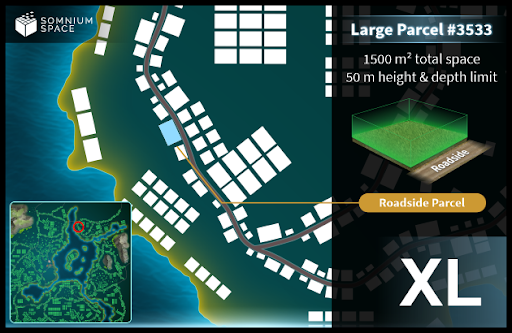 SOMNIUM
SPACE
Large Parcel #3533
1500 m² total space
50 m height & depth limit
Roadside
Roadside Parcel
XL